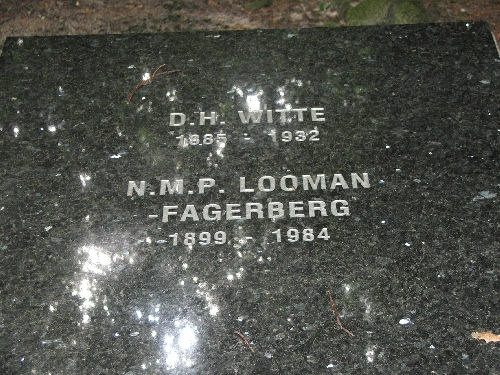 D.H. WITTE
1885 - 1932
N.M.P. LOOMAN
-FAGERBERG
1899 - 1984